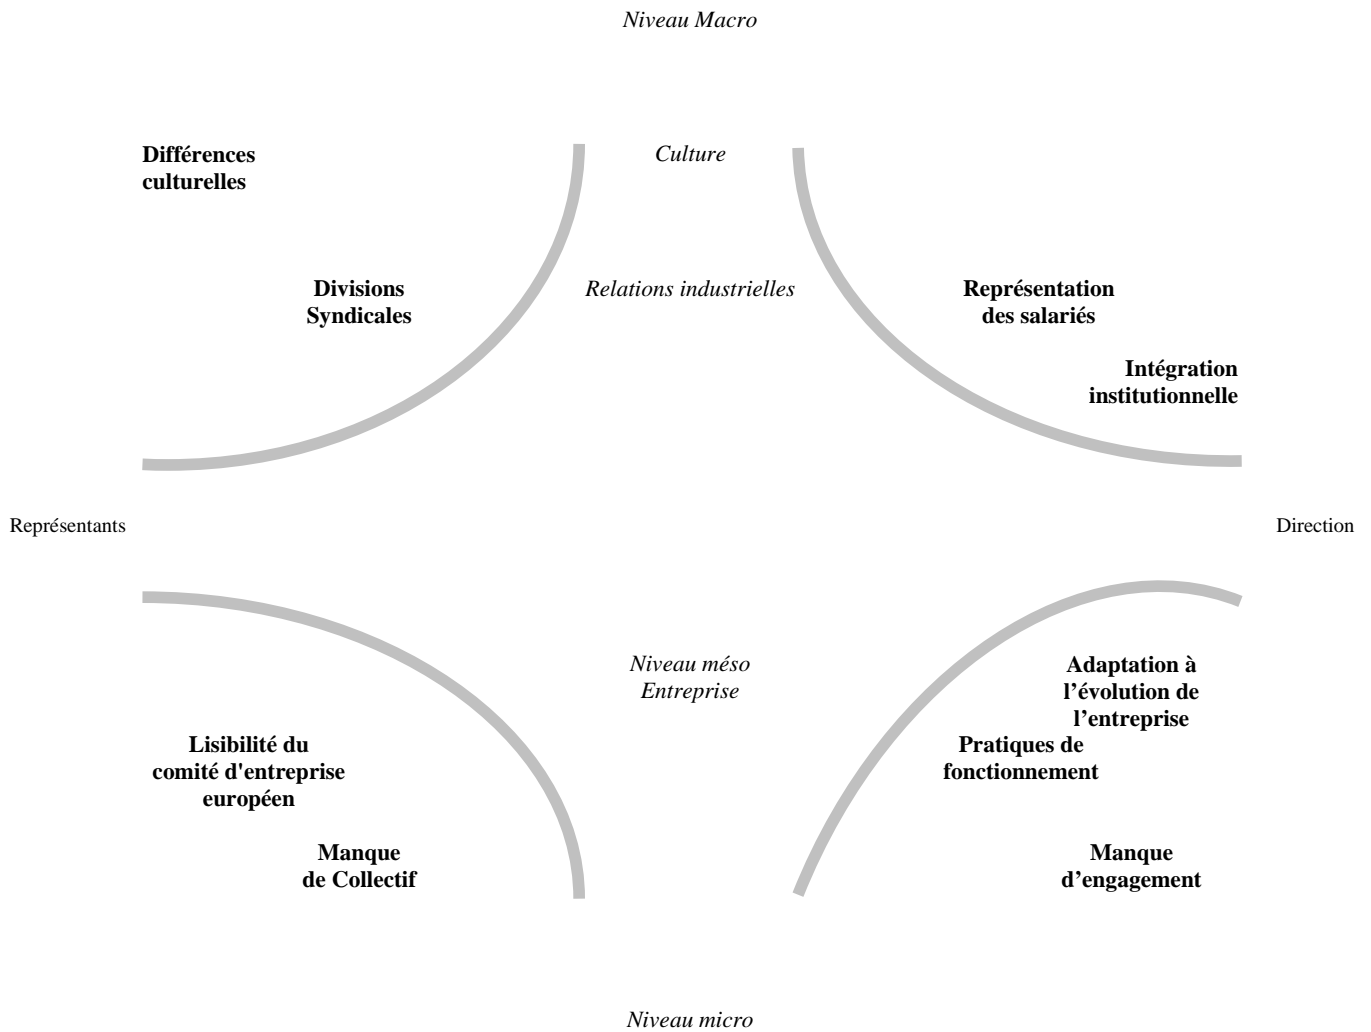 Niveau Macro
Différences
culturelles
Culture
Divisions
Syndicales
Relations industrielles
Représentation
des salariés
Intégration
institutionnelle
Représentants
Direction
Niveau méso
Entreprise
Adaptation à
l’évolution de
l’entreprise
Lisibilité du
comité d'entreprise
européen
Pratiques de
fonctionnement
Manque
de Collectif
Manque
d’engagement
Niveau micro